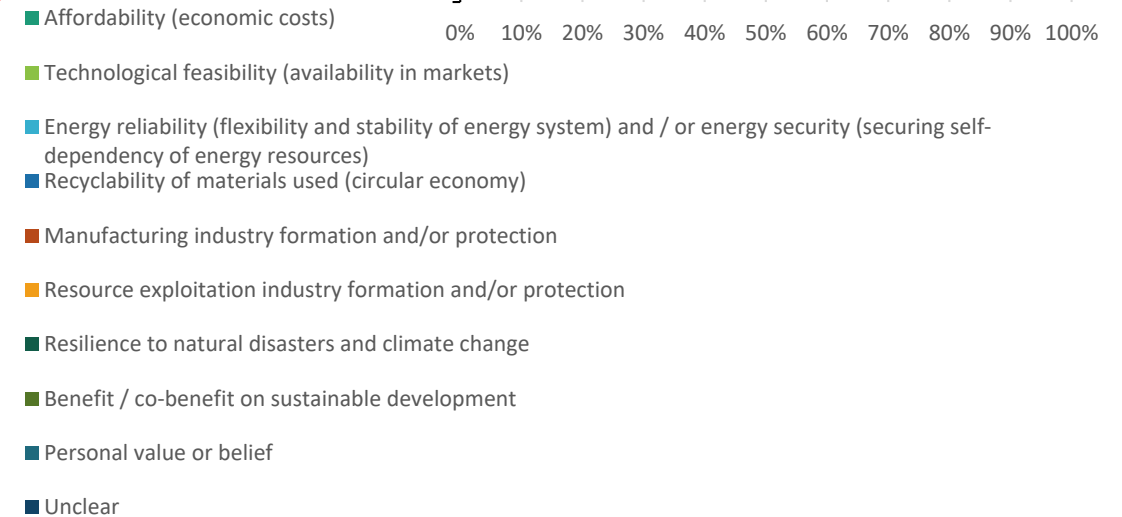 Affordability (economic costs)
0% 10% 20% 30% 40% 50% 60% 70% 80% 90% 100%
Technological feasibility (availability in markets)
Energy reliability (flexibility and stability of energy system) and / or energy security (securing self-
dependency of energy resources)
Recyclability of materials used (circular economy)
Manufacturing industry formation and/or protection
Resource exploitation industry formation and/or protection
Resilience to natural disasters and climate change
Benefit / co-benefit on sustainable development
Personal value or belief
Unclear